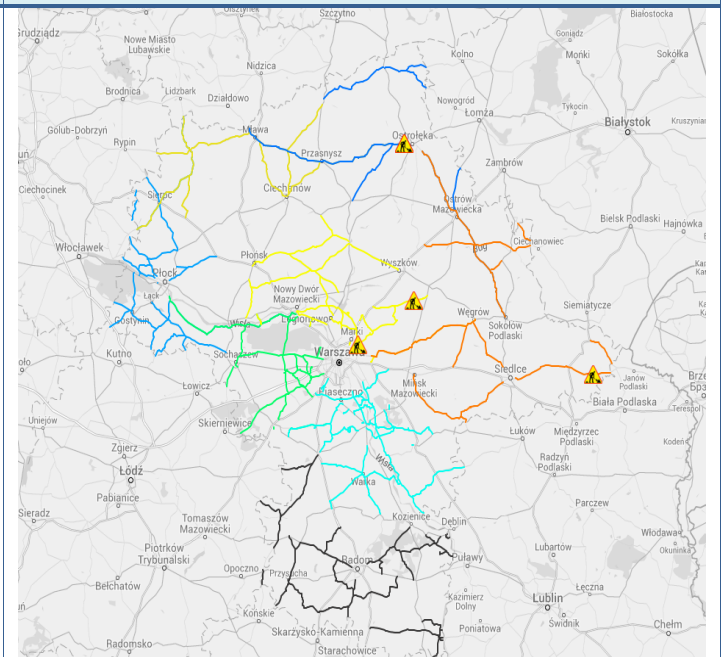 Szczytno
Białostocka
Grudziądz
Nowe Miasto
Lubawskie
Goniądz
Mońki
Sokółka
Kolno
Nidzica
Brodnica
Lidzbark
Działdowo
Nowogród
Łomża
Tykocin
Białystok
Golub-Dobrzyń
Rypin
Mława
Ostrołęka
Przasnysz
Zambrów
Ciechocinek
Sierpc
Ciechanów
Ostrów
Mazowiecka
Bielsk Podlaski
Hajnówka
Włocławek
Ciechanowiec
Płońsk
Wyszków
Płock
Łąck
Nowy Dwór
Mazowiecki
Legionowo
Siemiatycze
Gostynin
Wisła
Marki
Węgrów
Sokołów
Podlaski
Kutno
Sochaczew
Warszawa
Siedlce
Janów
Podlaski
Łowicz
Piaseczno
Mińsk
Mazowiecki
Biała Podlaska
Terespol
Uniejów
Skierniewice
Łuków
Międzyrzec
Podlaski
Kodeń
Zgierz
Łódź
Wisła
Radzyń
Podlaski
Warka
Pabianice
Parczew
Sieradz
Tomaszów
Mazowiecki
Kozienice
Dęblin
Włodawa
Piotrków
Trybunalski
Opoczno
Przysucha
Radom
Puławy
Lubartów
Okuninka
Bełchatów
Łęczna
Końskie
Kazimierz
Dolny
Lublin
Świdnik
Poniatowa
Chełm
Radomsko
Skarżysko-Kamienna
Starachowice